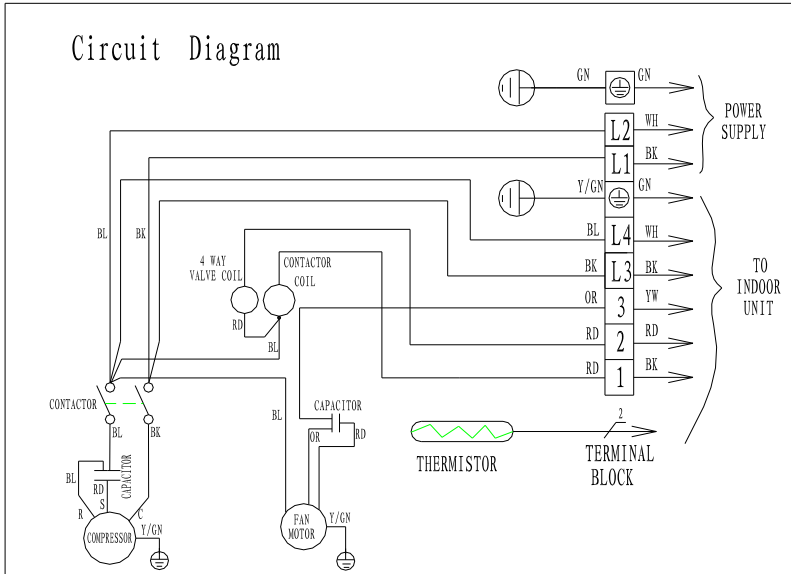 Circuit Diagram
GN GN
L2 WH
POWER
SUPPLY
L1 BK
Y/GN GN
BL L4 WH
BK L3 BK
OR 3 YW
RD 2 RD
RD 1 BK
TO
INDOOR
UNIT
BL BK
4 WAY
VALVE COIL
CONTACTOR
COIL
RD
BL
CONTACTOR
BL BK
BL
CAPACITOR
OR RD
2
THERMISTOR
TERMINAL
BLOCK
BL
RD
CAPACITOR
R S C
COMPRESSOR
Y/GN
FAN
MOTOR
Y/GN